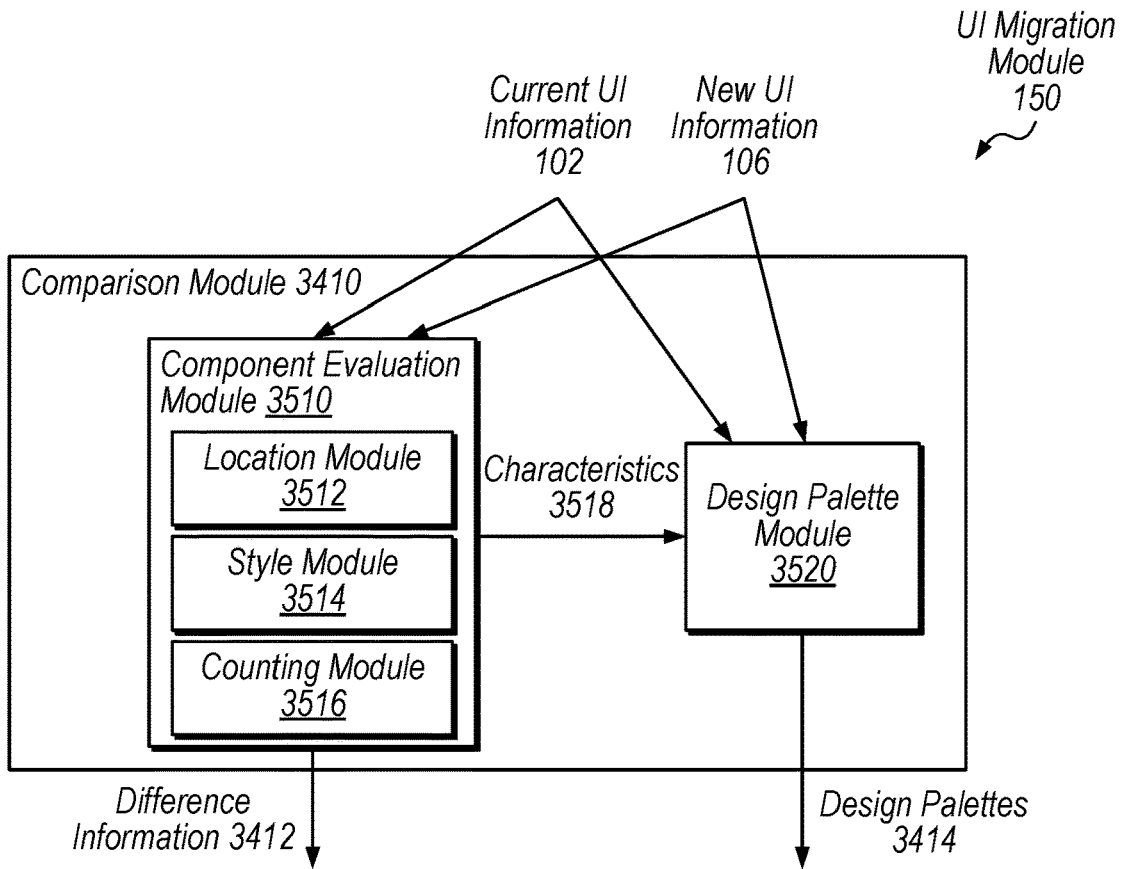 UI Migration
Module
150
Current UI
Information
102
New UI
Information
106
Comparison Module 3410
Component Evaluation
Module 3510
Location Module
3512
Style Module
3514
Counting Module
3516
Characteristics
3518
Design Palette
Module
3520
Difference
Information 3412
Design Palettes
3414